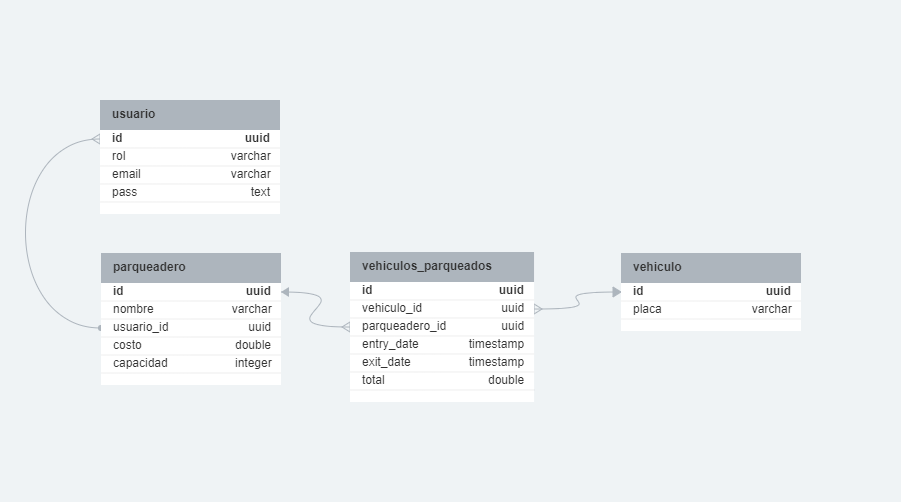 usuario
id uuid
rol varchar
email varchar
pass text
parqueadero
id uuid
nombre varchar
usuario_id uuid
costo double
capacidad integer
vehiculos_parqueados
id uuid
vehiculo_id uuid
parqueadero_id uuid
entry_date timestamp
exit_date timestamp
total double
vehiculo
id uuid
placa varchar